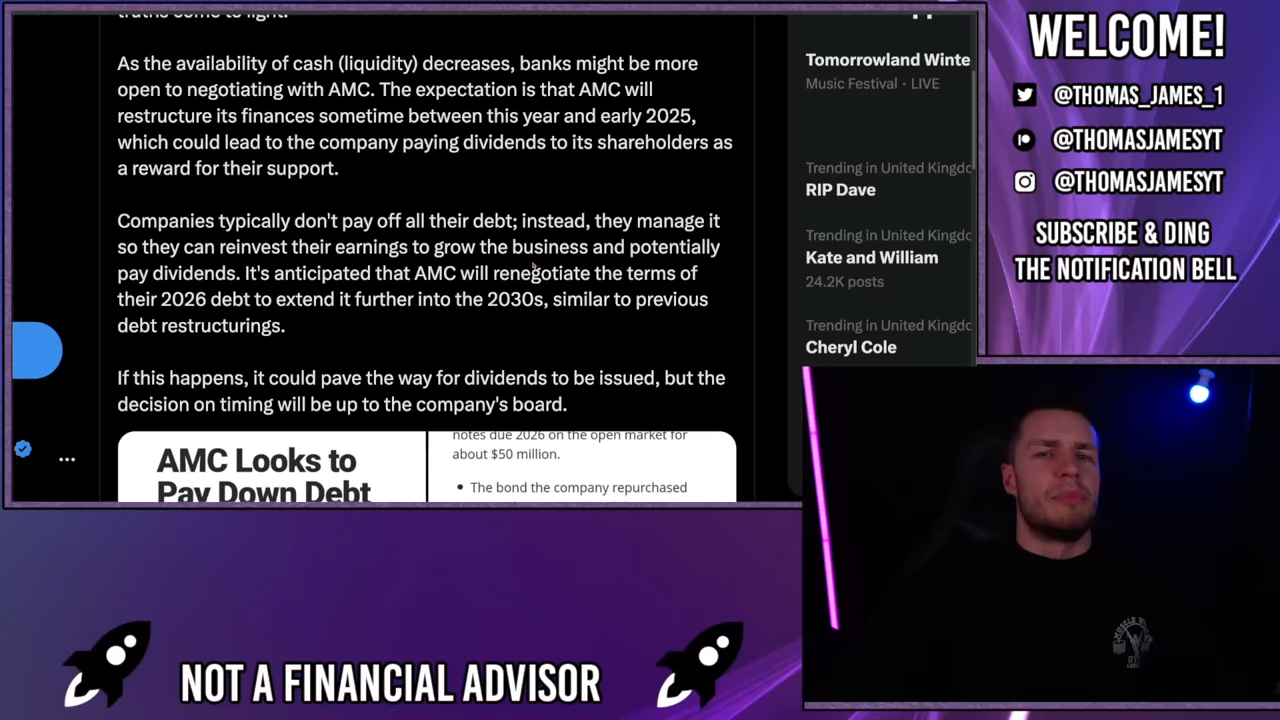 truths come to light.
As the availability of cash (liquidity) decreases, banks might be more
open to negotiating with AMC. The expectation is that AMC will
restructure its finances sometime between this year and early 2025,
which could lead to the company paying dividends to its shareholders as
a reward for their support.
Companies typically don't pay off all their debt; instead, they manage it
so they can reinvest their earnings to grow the business and potentially
pay dividends. It's anticipated that AMC will renegotiate the terms of
their 2026 debt to extend it further into the 2030s, similar to previous
debt restructurings.
If this happens, it could pave the way for dividends to be issued, but the
decision on timing will be up to the company's board.
AMC Looks to
Pay Down Debt
notes due 2026 on the open market for
about $50 million.
• The bond the company repurchased
Tomorrowland Winte
Music Festival · LIVE
Trending in United Kingdo
RIP Dave
Trending in United Kingdo
Kate and William
24.2K posts
Trending in United Kingdo
Cheryl Cole
WELCOME!
@THOMAS_JAMES_1
@THOMASJAMESYT
@THOMASJAMESYT
SUBSCRIBE & DING
THE NOTIFICATION BELL
NOT A FINANCIAL ADVISOR